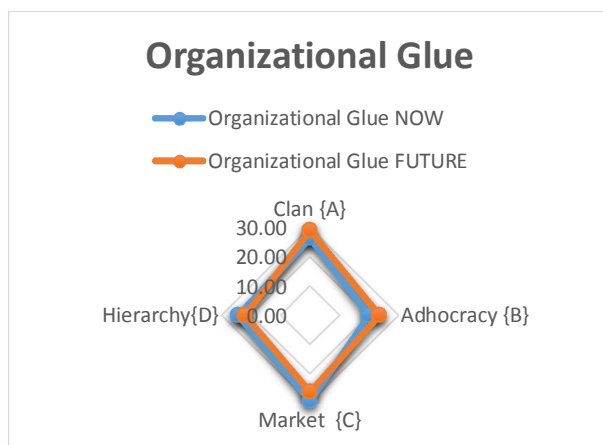 Organizational Glue
Organizational Glue NOW
Organizational Glue FUTURE
Clan {A}
30.00
20.00
10.00
Hierarchy{D}
0.00
Adhocracy {B}
Market  {C}